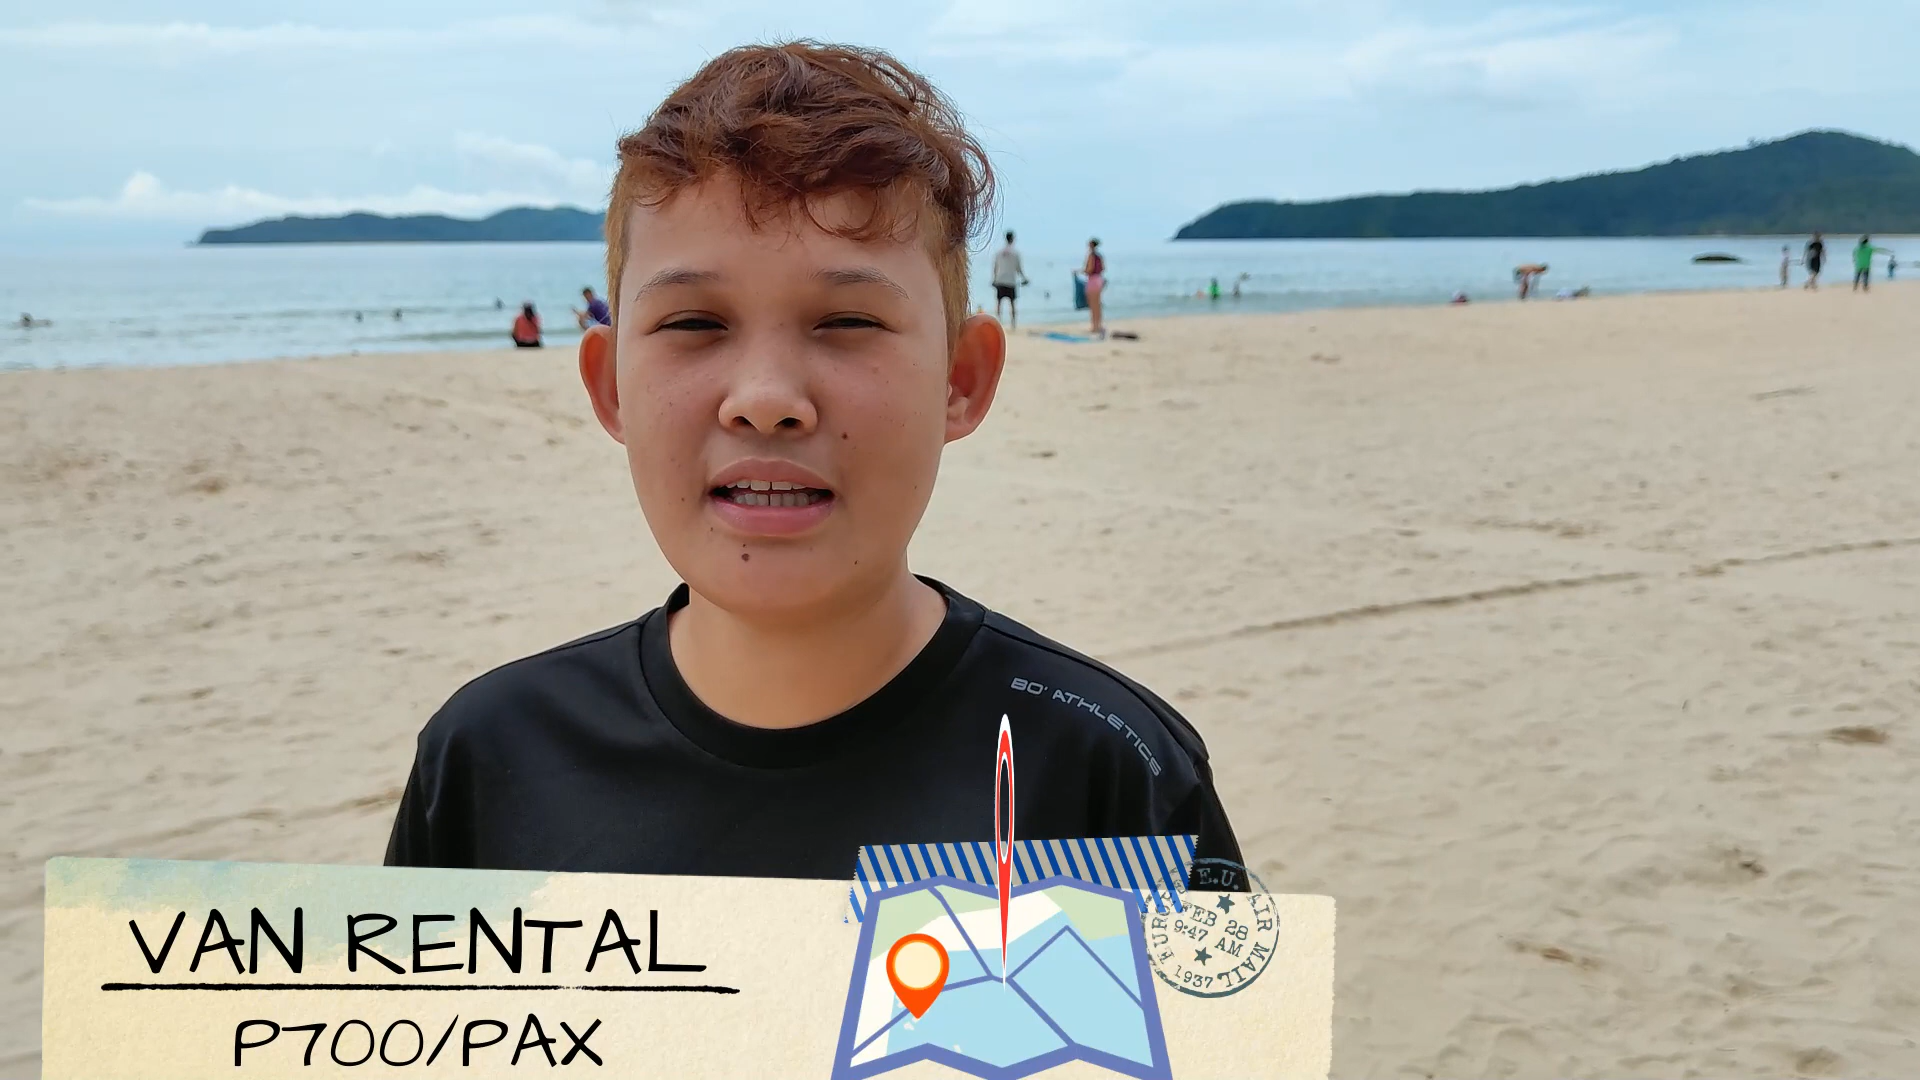 BO' ATHLETICS
VAN RENTAL
P700/PAX
E.U.
AIR MAIL
FEB 28
9:47 AM
1937